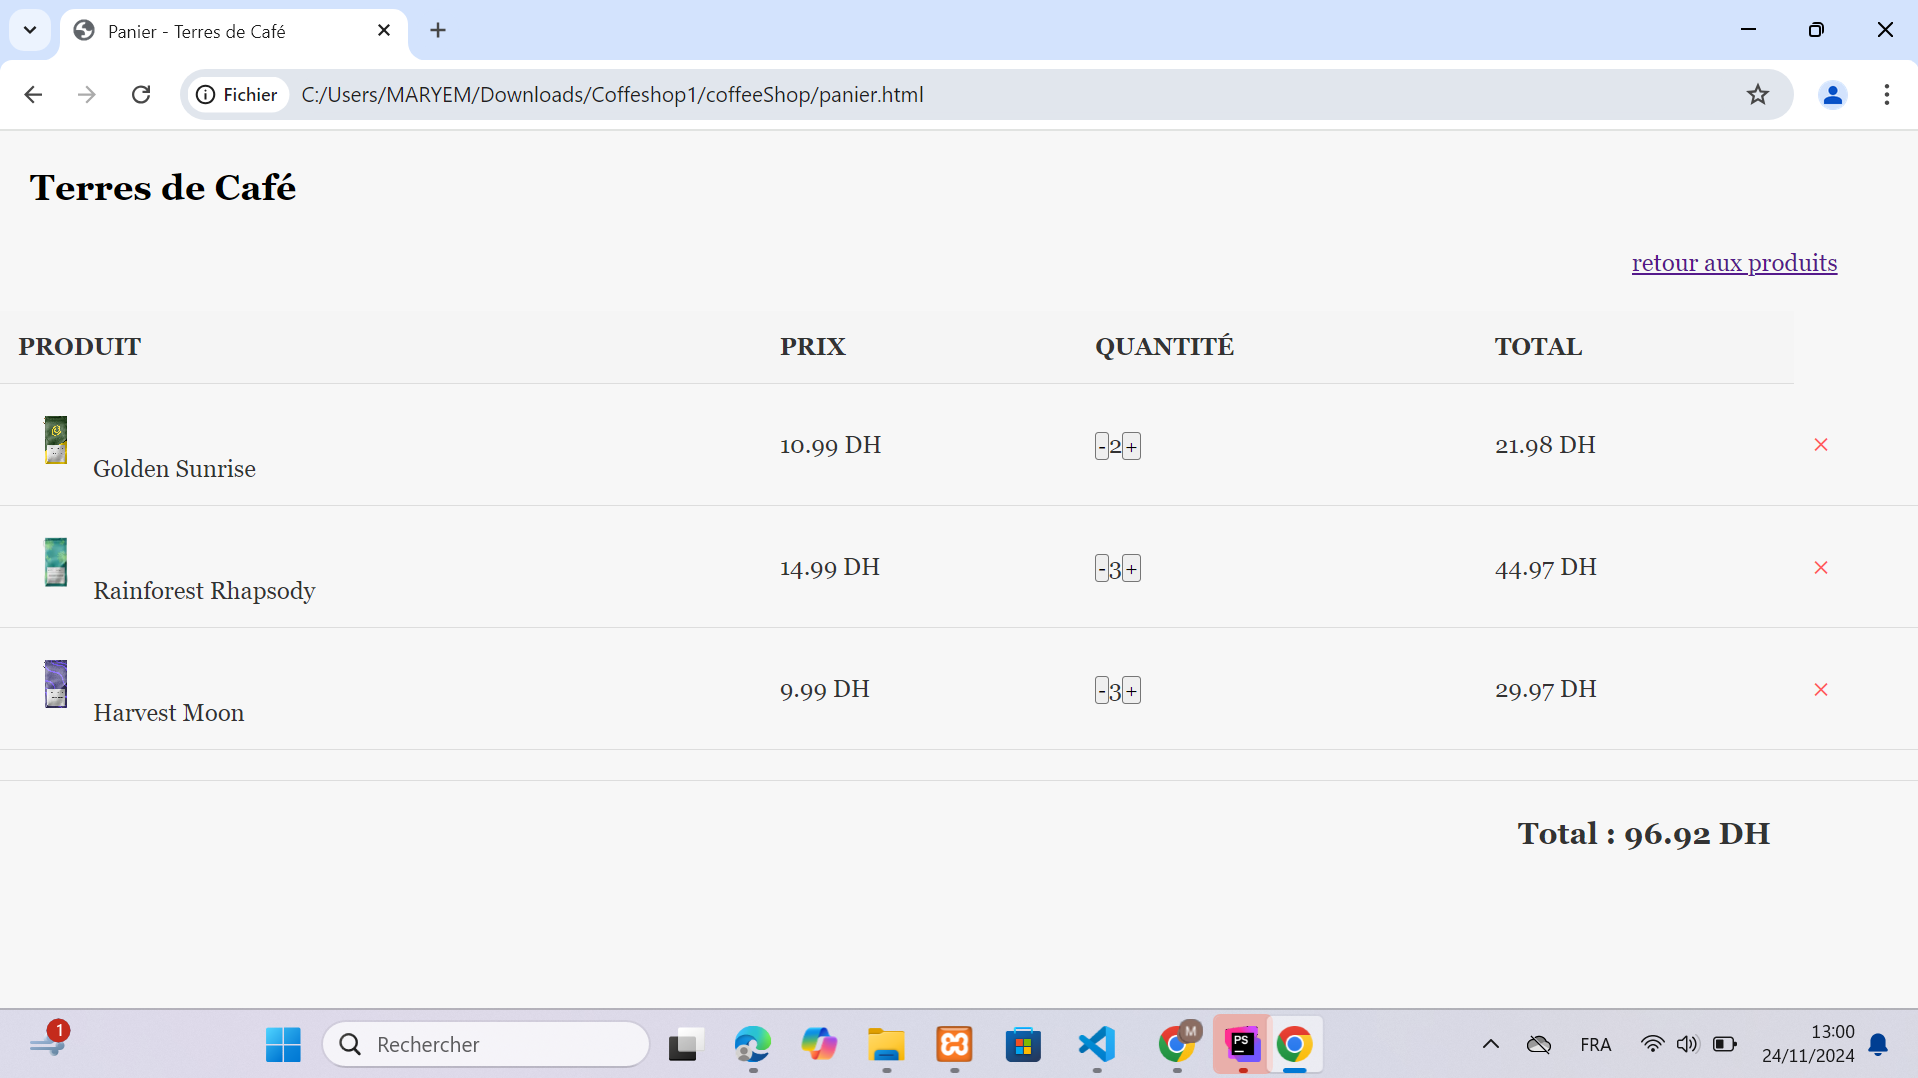 Panier - Terres de Café
Fichier C:/Users/MARYEM/Downloads/Coffeshop1/coffeeShop/panier.html
Terres de Café
retour aux produits
PRODUIT PRIX QUANTITÉ TOTAL
Golden Sunrise 10.99 DH -2+ 21.98 DH ×
Rainforest Rhapsody 14.99 DH -3+ 44.97 DH ×
Harvest Moon 9.99 DH -3+ 29.97 DH ×
Total : 96.92 DH
1 Rechercher M PS FRA 13:00
24/11/2024